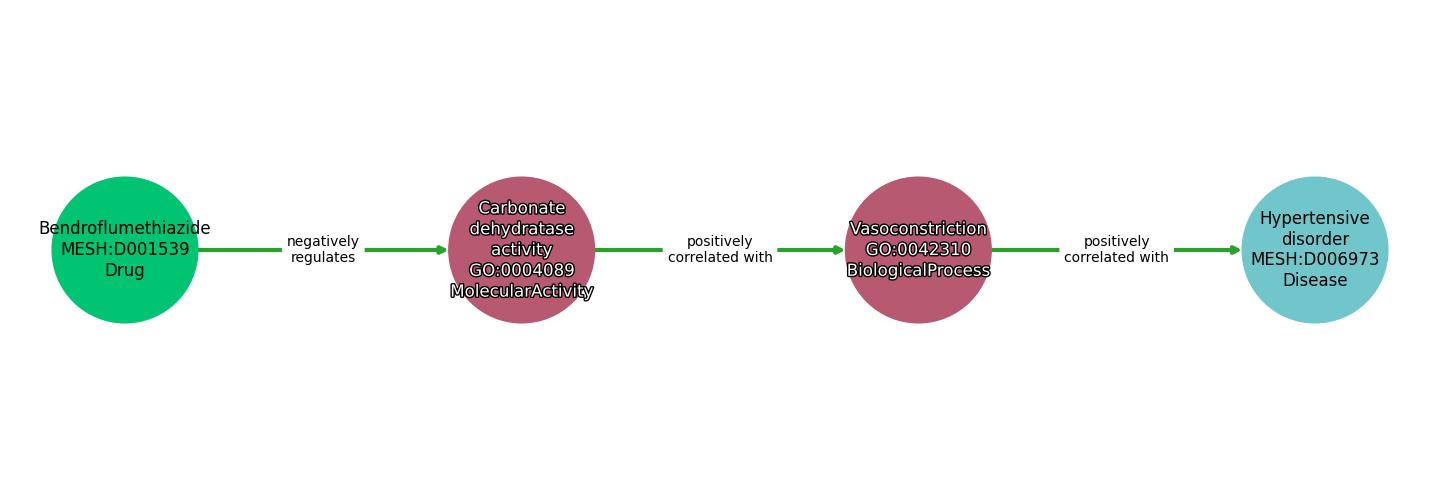 Bendroflumethiazide
MESH:D001539
Drug
negatively
regulates
Carbonate
dehydratase
activity
GO:0004089
MolecularActivity
positively
correlated with
Vasoconstriction
GO:0042310
BiologicalProcess
positively
correlated with
Hypertensive
disorder
MESH:D006973
Disease